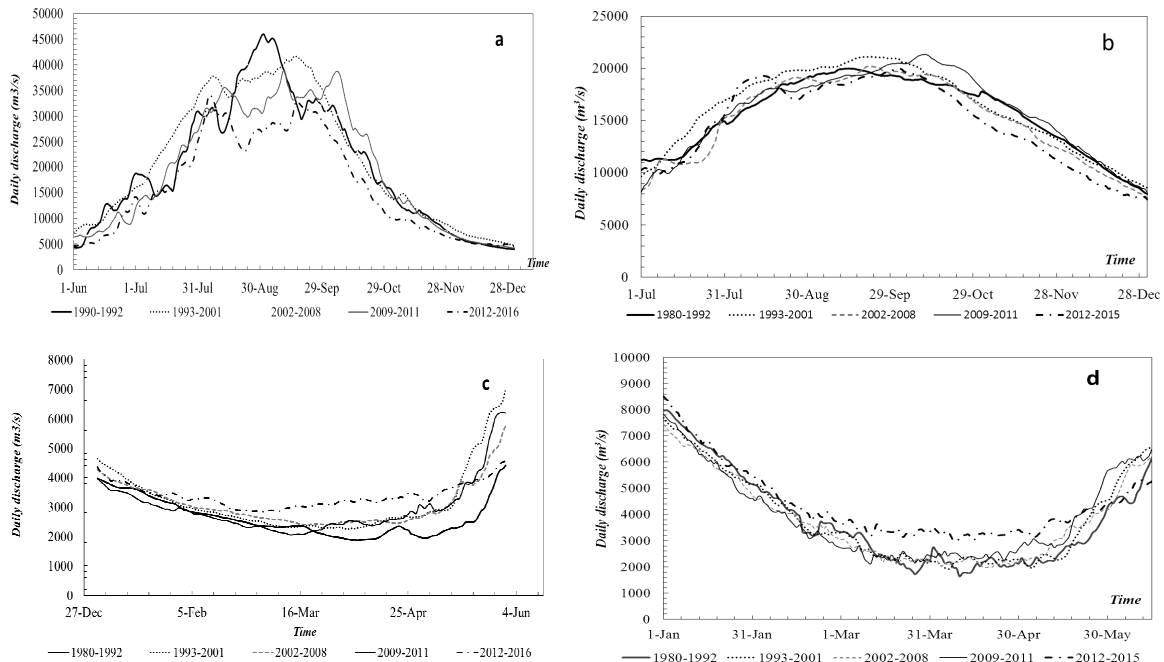 a
Daily discharge (m3/s)
50000
45000
40000
35000
30000
25000
20000
15000
10000
5000
0
1-Jun 1-Jul 31-Jul 30-Aug 29-Sep 29-Oct 28-Nov 28-Dec
Time
1990-1992 1993-2001 2002-2008 2009-2011 2012-2016
b
Daily discharge (m³/s)
25000
20000
15000
10000
5000
0
Time
1-Jul 31-Jul 30-Aug 29-Sep 29-Oct 28-Nov 28-Dec
1980-1992 1993-2001 2002-2008 2009-2011 2012-2015
c
Daily discharge (m3/s)
8000
7000
6000
5000
4000
3000
2000
1000
0
27-Dec 5-Feb 16-Mar 25-Apr 4-Jun
Time
1980-1992 1993-2001 2002-2008 2009-2011 2012-2016
d
Daily discharge (m³/s)
10000
9000
8000
7000
6000
5000
4000
3000
2000
1000
0
Time
1-Jan 31-Jan 1-Mar 31-Mar 30-Apr 30-May
1980-1992 1993-2001 2002-2008 2009-2011 2012-2015